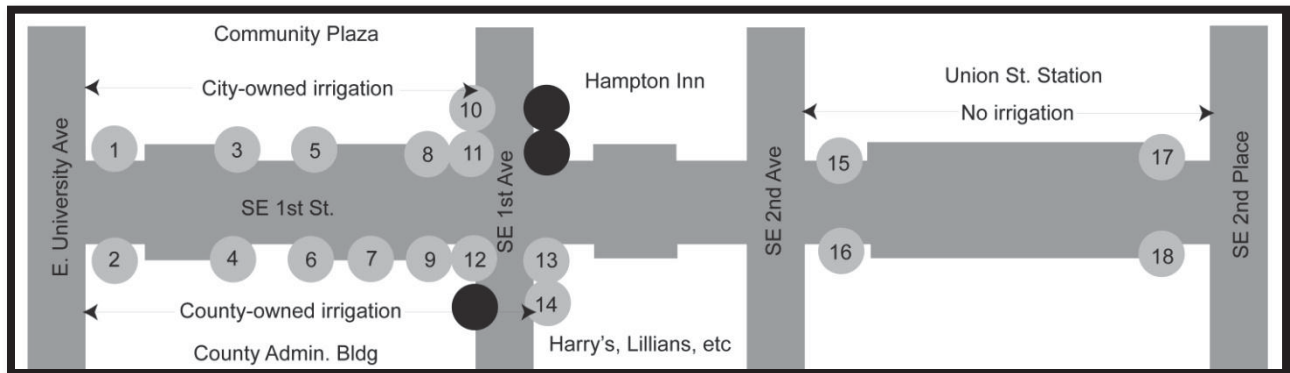 Community Plaza
City-owned irrigation
Hampton Inn
Union St. Station
No irrigation
10
1
3
5
8
11
15
17
E. University Ave
SE 1st St.
SE 1st Ave
SE 2nd Ave
SE 2nd Place
2
4
6
7
9
12
13
16
18
County-owned irrigation
14
County Admin. Bldg
Harry's, Lillians, etc